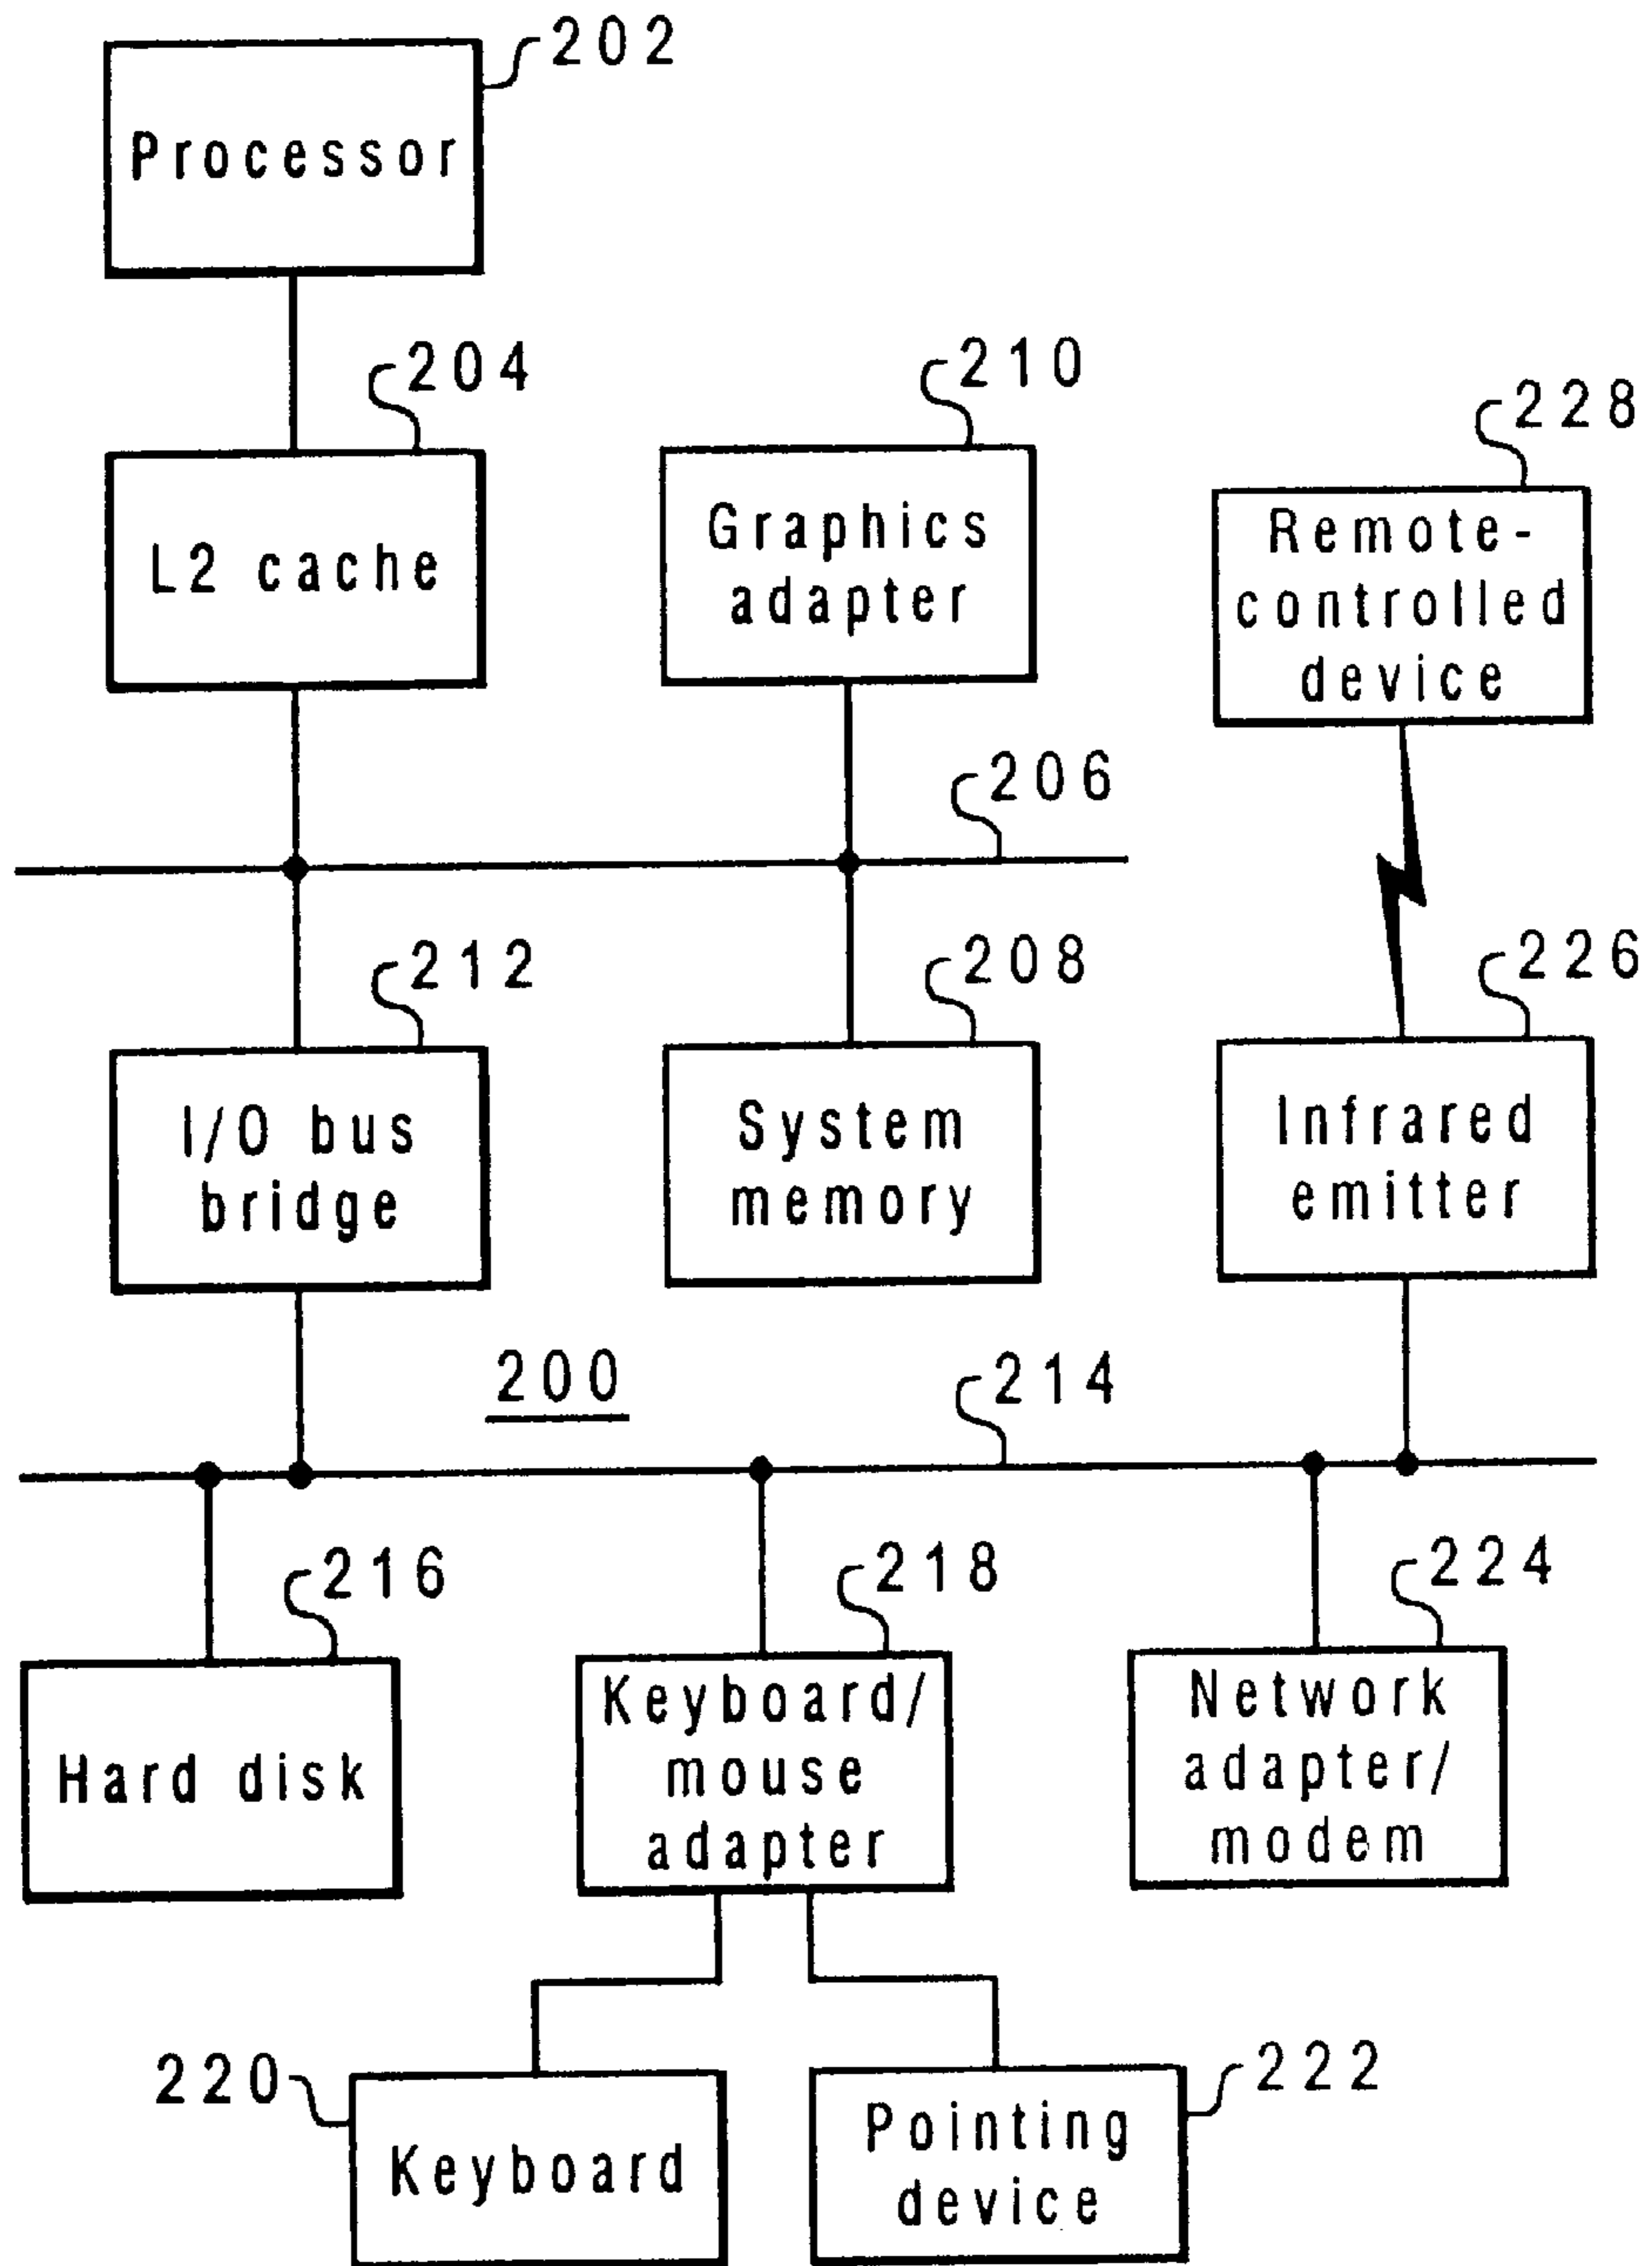 202
Processor
204
210
228
L2 cache
Graphics
adapter
Remote-
controlled
device
206
212
208
226
I/O bus
bridge
System
memory
Infrared
emitter
200
214
216
218
224
Hard disk
Keyboard/
mouse
adapter
Network
adapter/
modem
220
Keyboard
222
Pointing
device